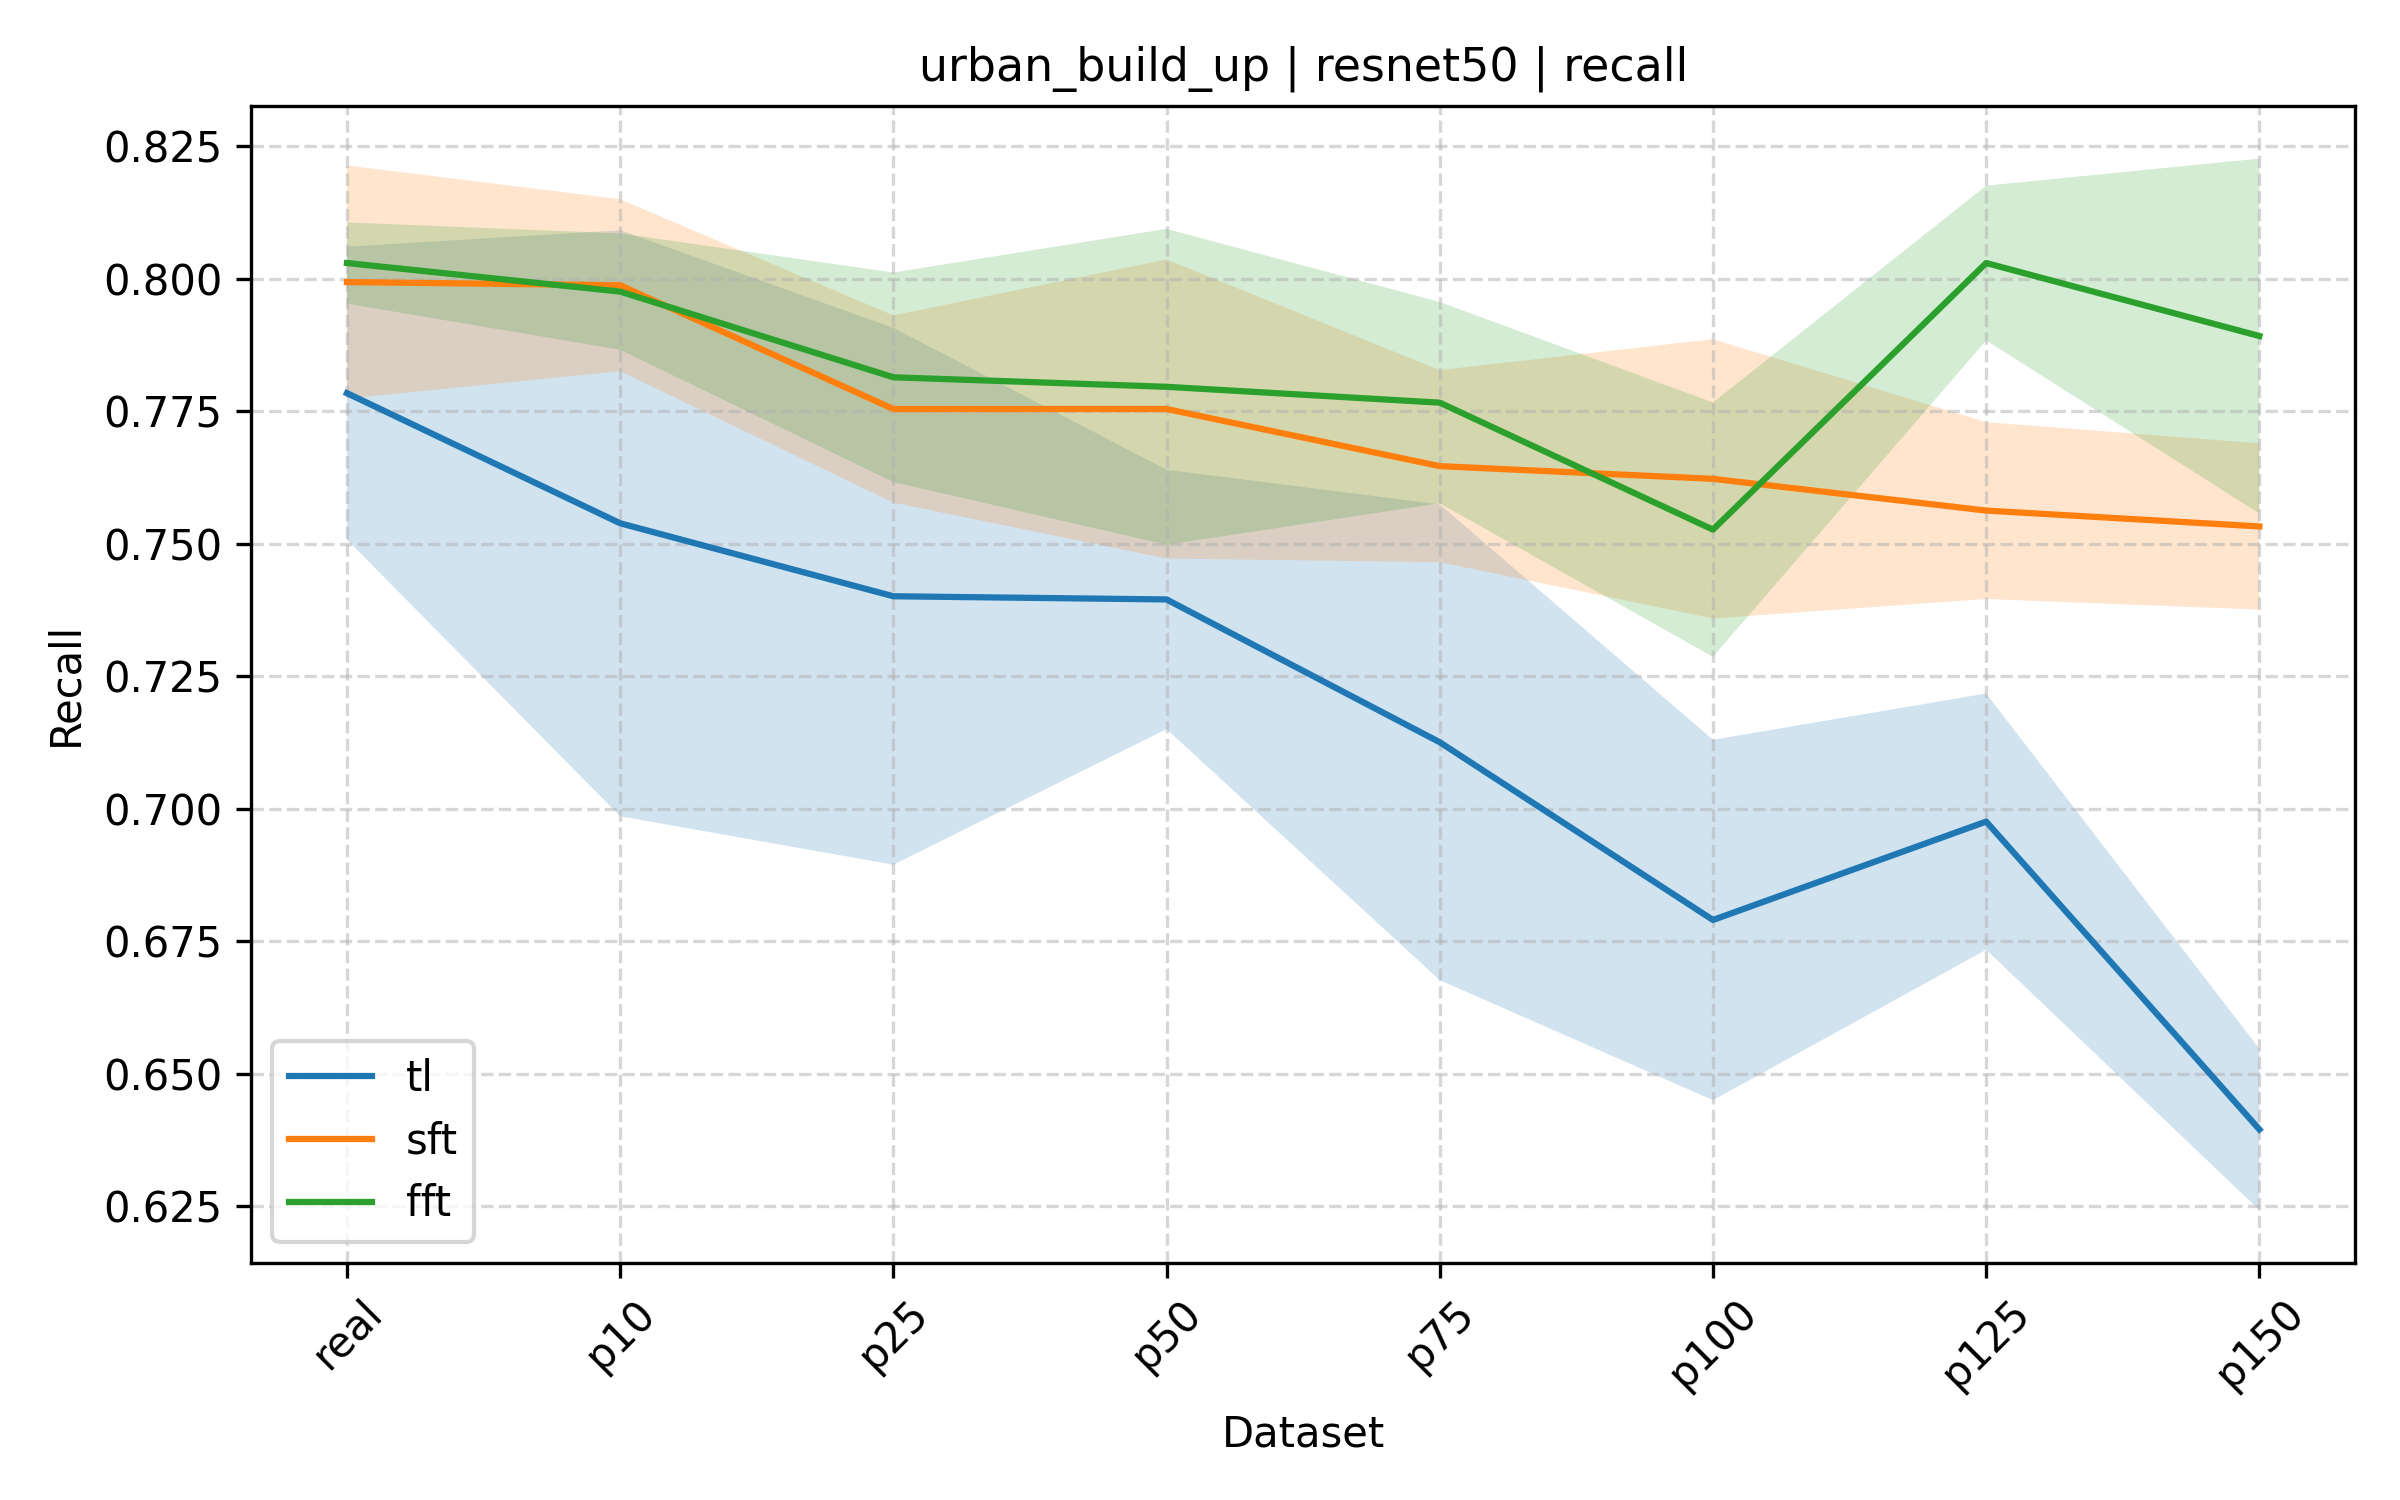 urban_build_up | resnet50 | recall
0.825
0.800
0.775
0.750
0.725
0.700
0.675
0.650
0.625
Recall
tl
sft
fft
real
p10
p25
p50
p75
p100
p125
p150
Dataset